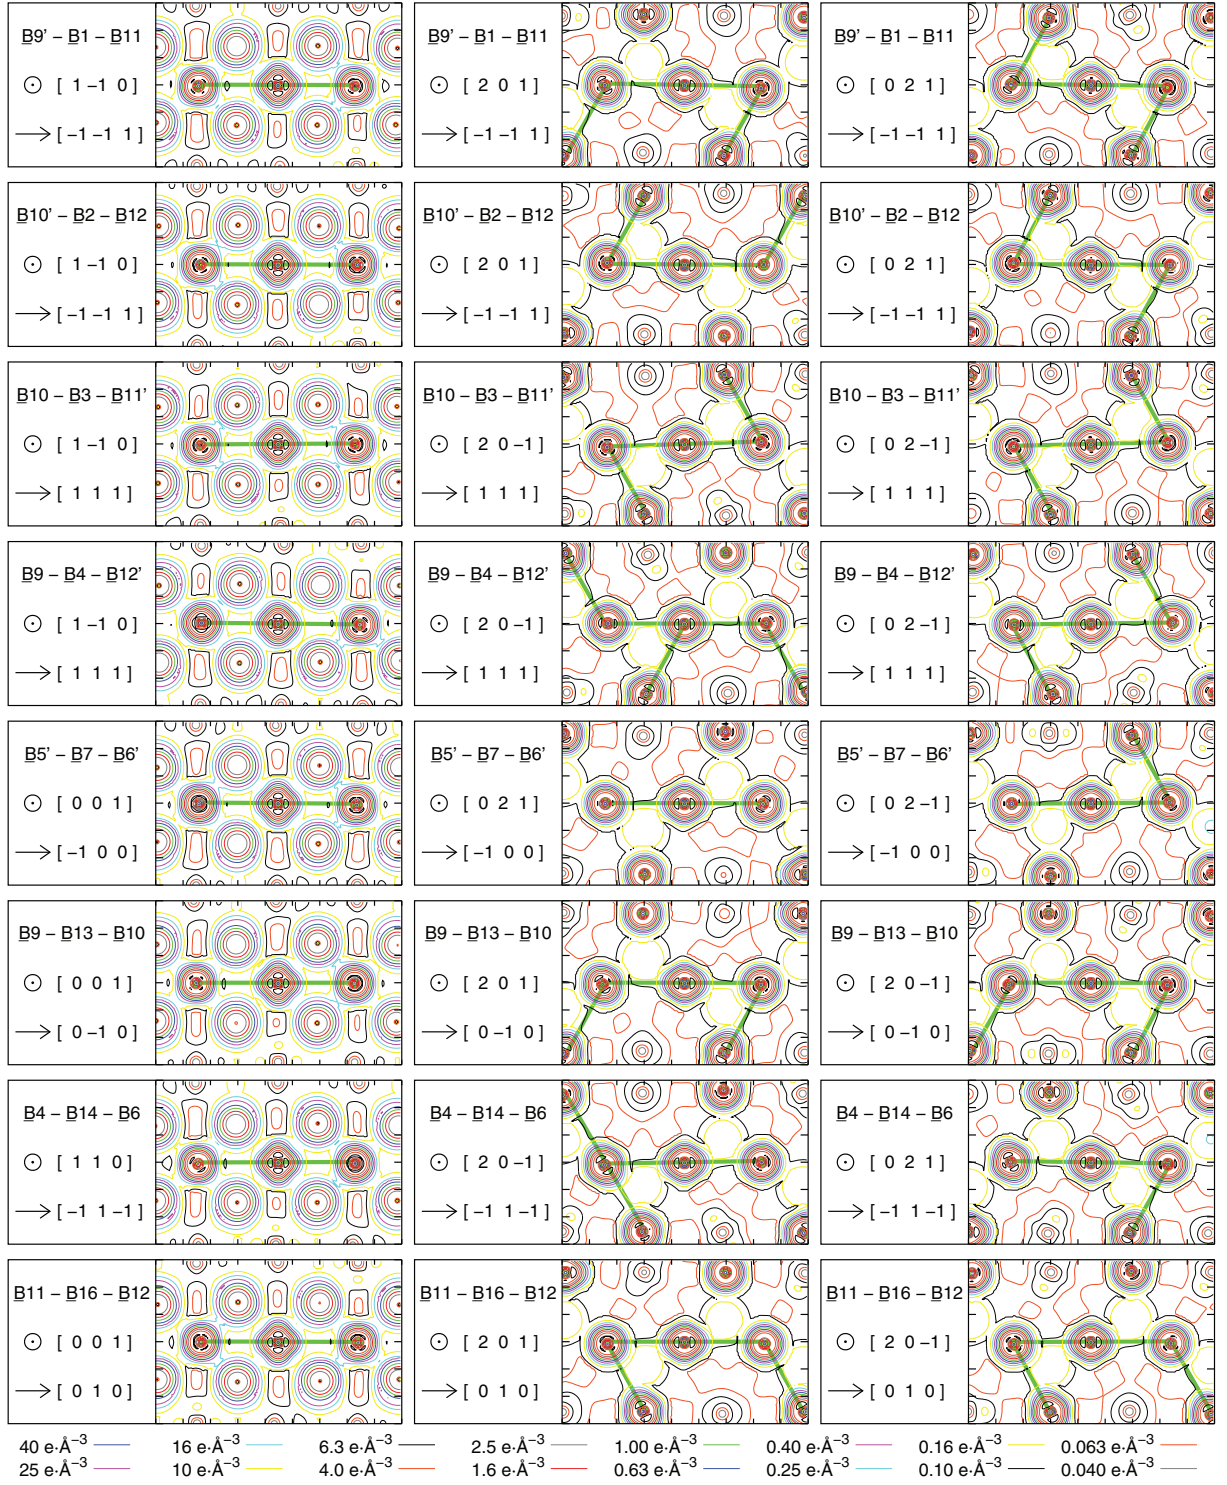 B9’ – B1 – B11
⊙ [ 1 –1 0 ]
→ [ –1 –1 1 ]
B9’ – B1 – B11
⊙ [ 2 0 1 ]
→ [ –1 –1 1 ]
B9’ – B1 – B11
⊙ [ 0 2 1 ]
→ [ –1 –1 1 ]
B10’ – B2 – B12
⊙ [ 1 –1 0 ]
→ [ –1 –1 1 ]
B10’ – B2 – B12
⊙ [ 2 0 1 ]
→ [ –1 –1 1 ]
B10’ – B2 – B12
⊙ [ 0 2 1 ]
→ [ –1 –1 1 ]
B10 – B3 – B11’
⊙ [ 1 –1 0 ]
→ [ 1 1 1 ]
B10 – B3 – B11’
⊙ [ 2 0 –1 ]
→ [ 1 1 1 ]
B10 – B3 – B11’
⊙ [ 0 2 –1 ]
→ [ 1 1 1 ]
B9 – B4 – B12’
⊙ [ 1 –1 0 ]
→ [ 1 1 1 ]
B9 – B4 – B12’
⊙ [ 2 0 –1 ]
→ [ 1 1 1 ]
B9 – B4 – B12’
⊙ [ 0 2 –1 ]
→ [ 1 1 1 ]
B5’ – B7 – B6’
⊙ [ 0 0 1 ]
→ [ –1 0 0 ]
B5’ – B7 – B6’
⊙ [ 0 2 1 ]
→ [ –1 0 0 ]
B5’ – B7 – B6’
⊙ [ 0 2 –1 ]
→ [ –1 0 0 ]
B9 – B13 – B10
⊙ [ 0 0 1 ]
→ [ 0 –1 0 ]
B9 – B13 – B10
⊙ [ 2 0 1 ]
→ [ 0 –1 0 ]
B9 – B13 – B10
⊙ [ 2 0 –1 ]
→ [ 0 –1 0 ]
B4 – B14 – B6
⊙ [ 1 1 0 ]
→ [ –1 1 –1 ]
B4 – B14 – B6
⊙ [ 2 0 –1 ]
→ [ –1 1 –1 ]
B4 – B14 – B6
⊙ [ 0 2 1 ]
→ [ –1 1 –1 ]
B11 – B16 – B12
⊙ [ 0 0 1 ]
→ [ 0 1 0 ]
B11 – B16 – B12
⊙ [ 2 0 1 ]
→ [ 0 1 0 ]
B11 – B16 – B12
⊙ [ 2 0 –1 ]
→ [ 0 1 0 ]
40 e·Å⁻³ 16 e·Å⁻³ 6.3 e·Å⁻³ 2.5 e·Å⁻³ 1.00 e·Å⁻³ 0.40 e·Å⁻³ 0.16 e·Å⁻³ 0.063 e·Å⁻³
25 e·Å⁻³ 10 e·Å⁻³ 4.0 e·Å⁻³ 1.6 e·Å⁻³ 0.63 e·Å⁻³ 0.25 e·Å⁻³ 0.10 e·Å⁻³ 0.040 e·Å⁻³